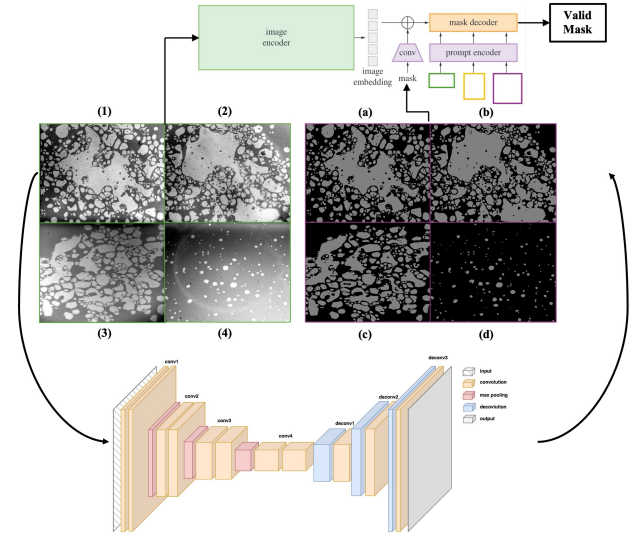 image
encoder
image
embedding
conv
mask
mask decoder
prompt encoder
Valid
Mask
(1)
(2)
(a)
(b)
(3)
(4)
(c)
(d)
conv1
conv2
conv3
conv4
deconv1
deconv2
deconv3
input
convolution
max pooling
decovlution
output